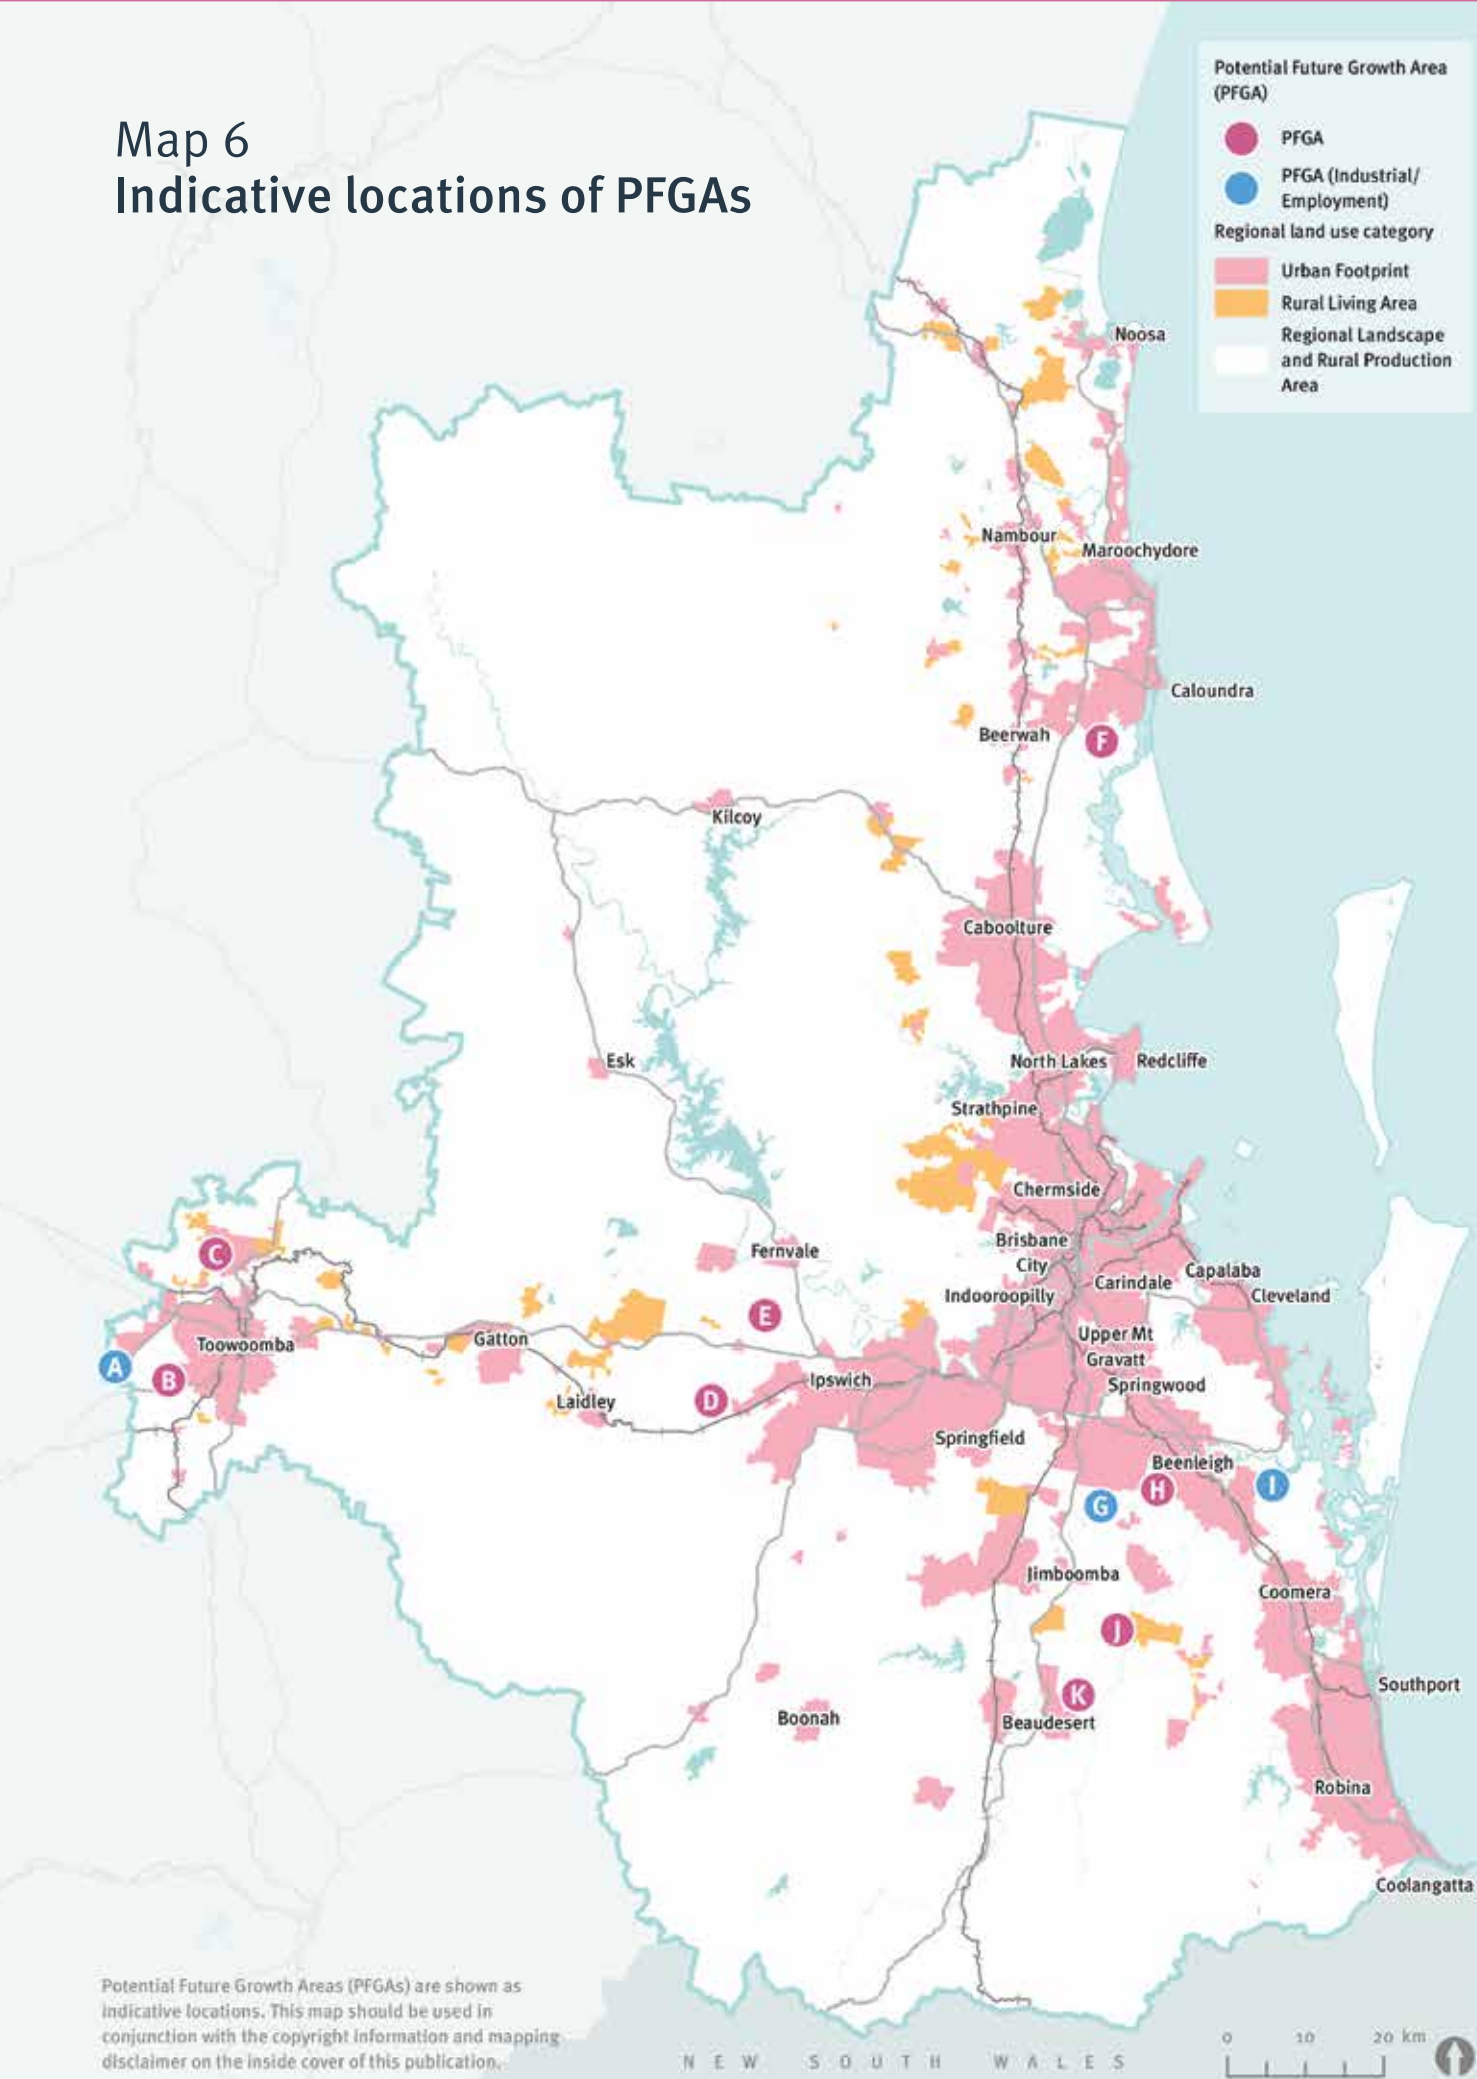 Map 6
Indicative locations of PFGAs
Potential Future Growth Area
(PFGA)
PFGA
PFGA (Industrial/
Employment)
Regional land use category
Urban Footprint
Rural Living Area
Regional Landscape
and Rural Production
Area
Noosa
Nambour
Maroochydore
Caloundra
Beerwah
F
Kilcoy
Caboolture
Esk
North Lakes
Redcliffe
Strathpine
Chermside
Brisbane
City
Fernvale
C
Capalaba
Carindale
Indooroopilly
Cleveland
E
Upper Mt
Gravatt
Toowoomba
Gatton
A
B
Ipswich
Springwood
D
Laidley
Springfield
Beenleigh
G
H
I
Jimboomba
Coomera
J
Southport
K
Boonah
Beaudesert
Robina
Coolangatta
Potential Future Growth Areas (PFGAs) are shown as
indicative locations. This map should be used in
conjunction with the copyright information and mapping
disclaimer on the inside cover of this publication.
NEW SOUTH WALES
0 10 20 km